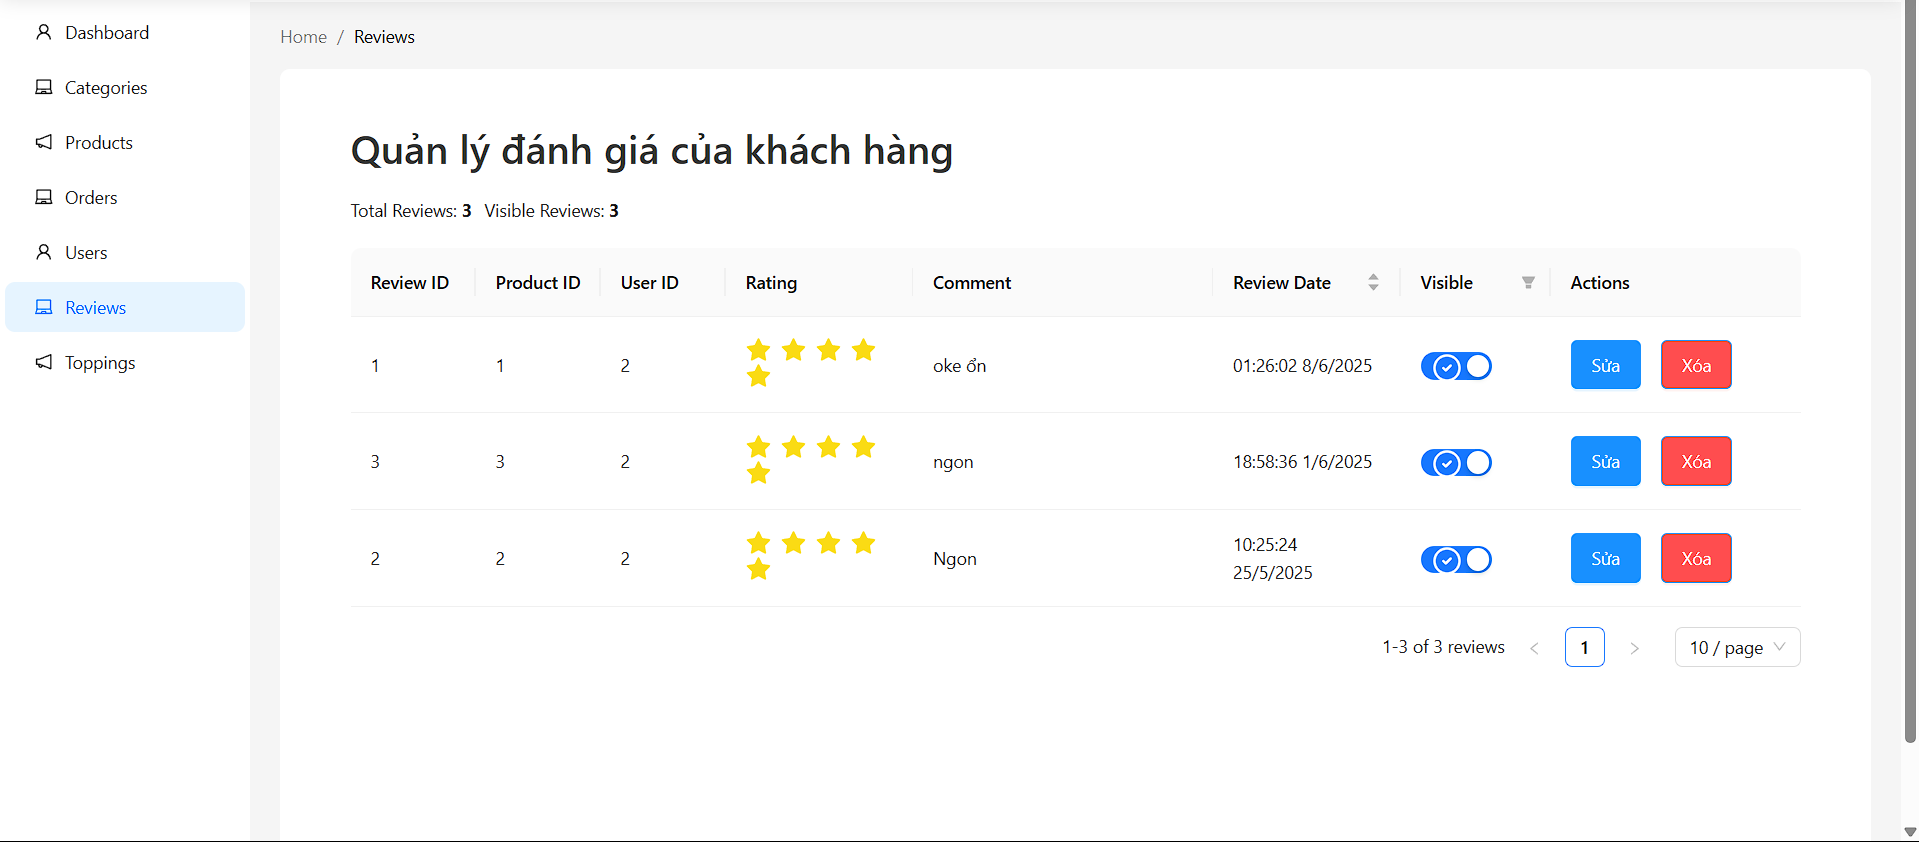 Dashboard
Categories
Products
Orders
Users
Reviews
Toppings
Home / Reviews
Quản lý đánh giá của khách hàng
Total Reviews: 3 Visible Reviews: 3
Review ID Product ID User ID Rating Comment Review Date Visible Actions
1 1 2 oke ổn 01:26:02 8/6/2025 Sửa Xóa
3 3 2 ngon 18:58:36 1/6/2025 Sửa Xóa
2 2 2 Ngon 10:25:24 Sửa Xóa
25/5/2025
1-3 of 3 reviews < 1 > 10 / page